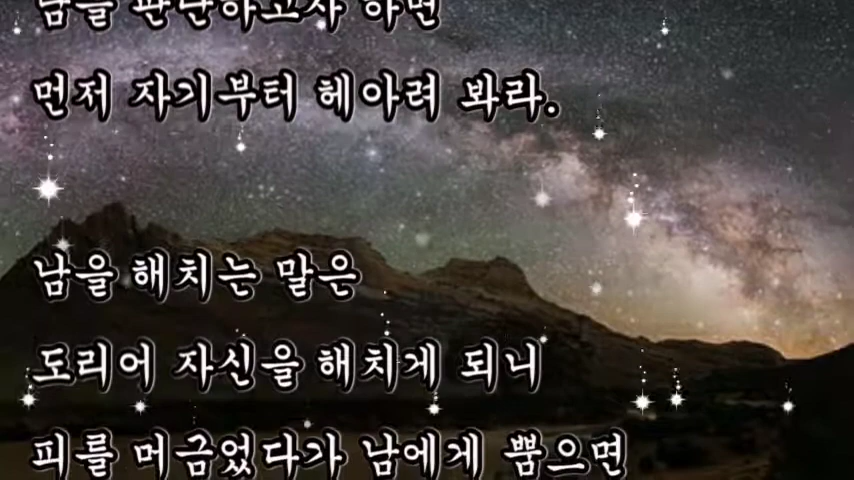 남을 판단하고자 하면
먼저 자기부터 헤아려 봐라.
남을 해치는 말은
도리어 자신을 해치게 되니
피를 머금었다가 남에게 뿜으면